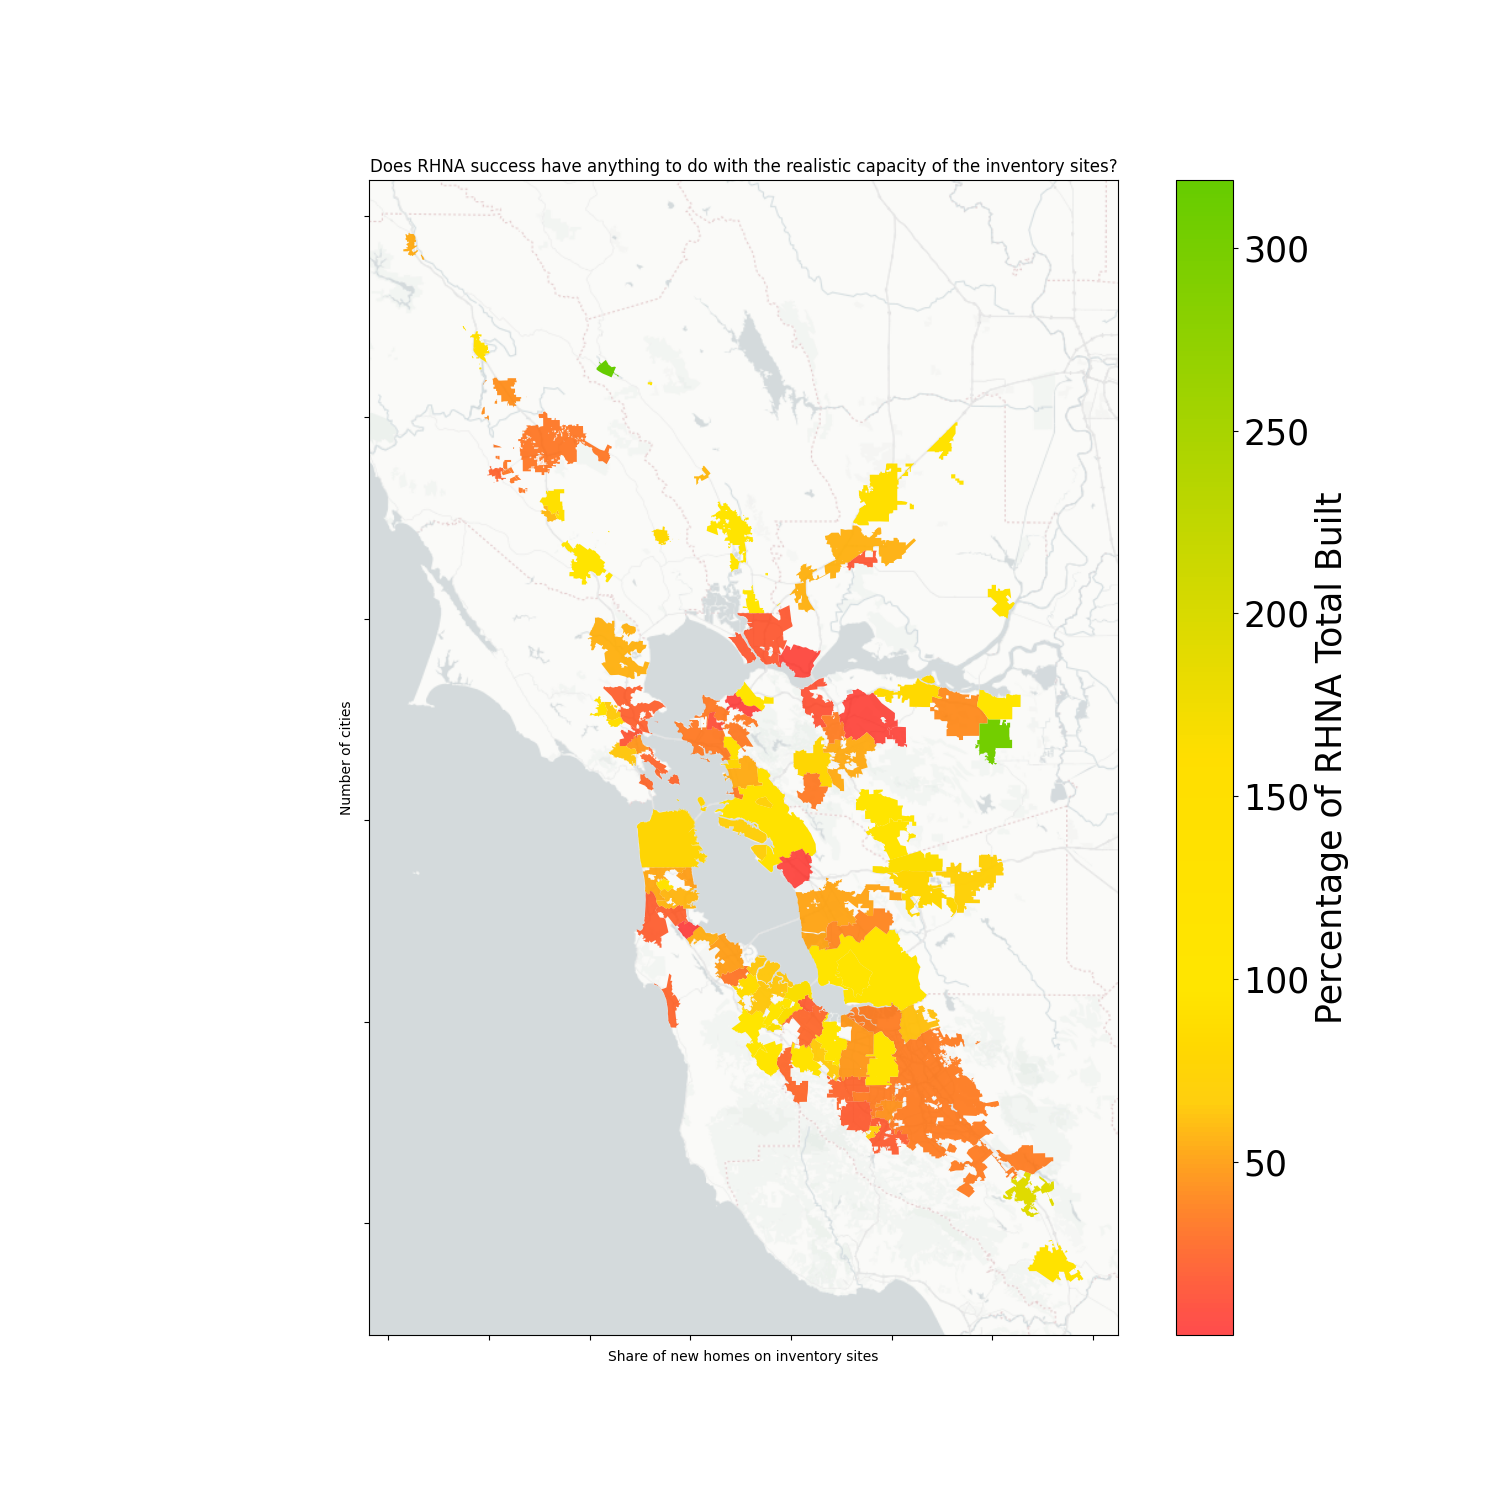 Does RHNA success have anything to do with the realistic capacity of the inventory sites?
Number of cities
Share of new homes on inventory sites
300
250
200
150
100
50
Percentage of RHNA Total Built